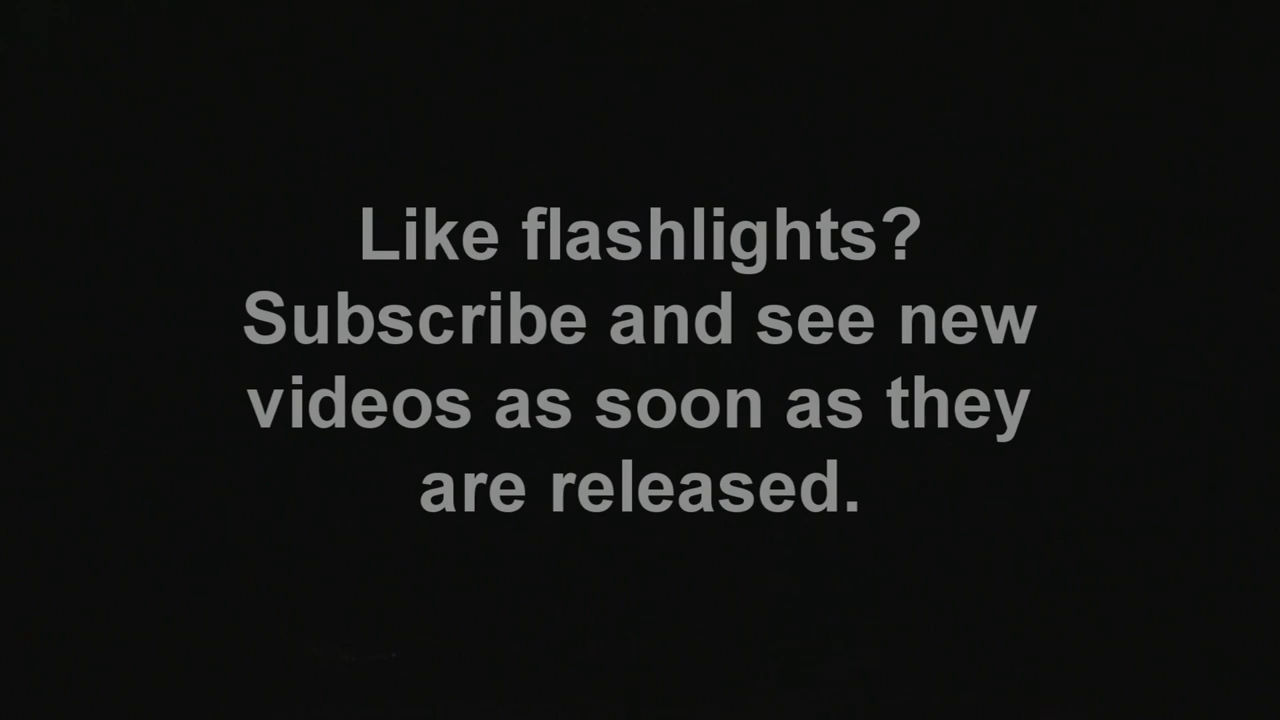 Like flashlights?
Subscribe and see new
videos as soon as they
are released.